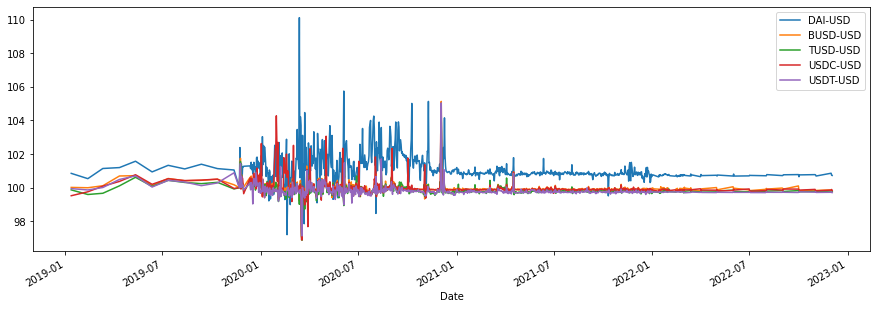 110
108
106
104
102
100
98
DAI-USD
BUSD-USD
TUSD-USD
USDC-USD
USDT-USD
2019-01
2019-07
2020-01
2020-07
2021-01
2021-07
2022-01
2022-07
2023-01
Date